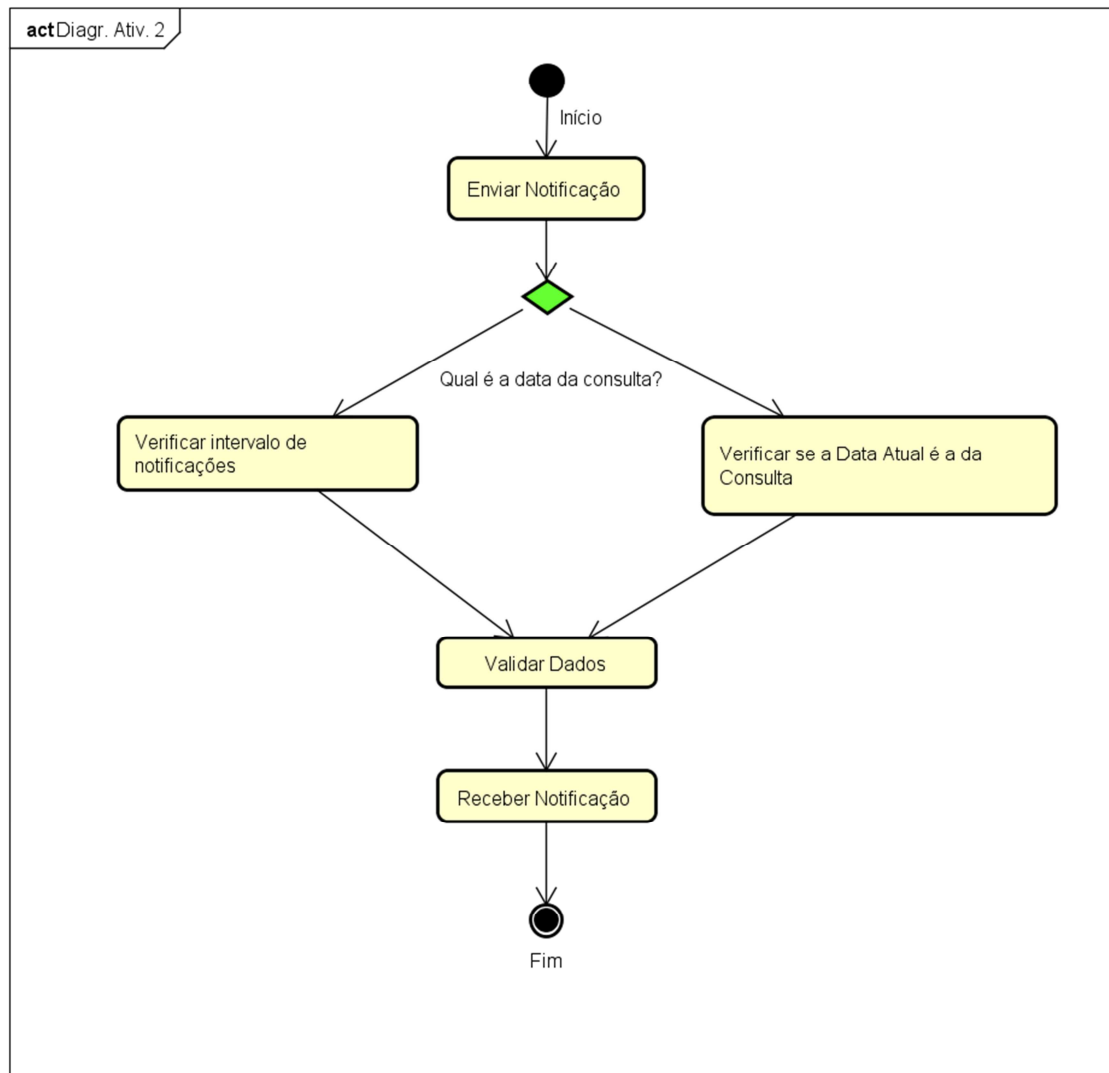 actDiagr. Ativ. 2
Início
Enviar Notificação
Qual é a data da consulta?
Verificar intervalo de
notificações
Verificar se a Data Atual é a da
Consulta
Validar Dados
Receber Notificação
Fim